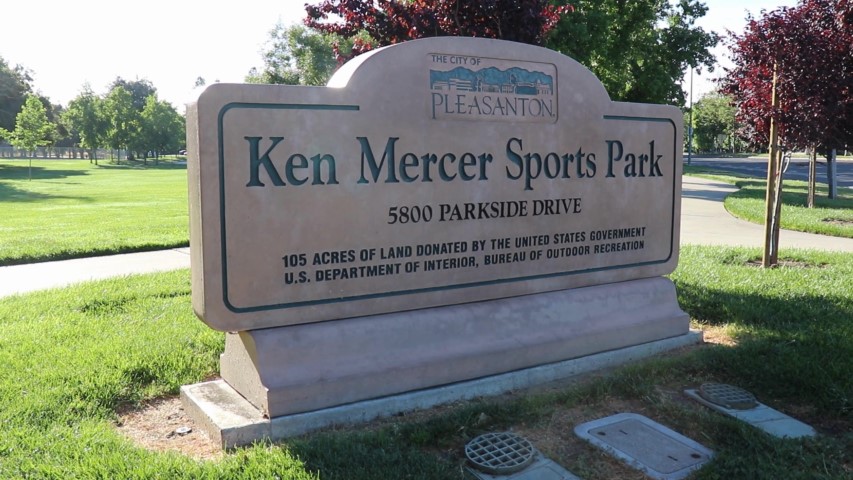 THE CITY OF
PLEASANTON
Ken Mercer Sports Park
5800 PARKSIDE DRIVE
105 ACRES OF LAND DONATED BY THE UNITED STATES GOVERNMENT
U.S. DEPARTMENT OF INTERIOR, BUREAU OF OUTDOOR RECREATION